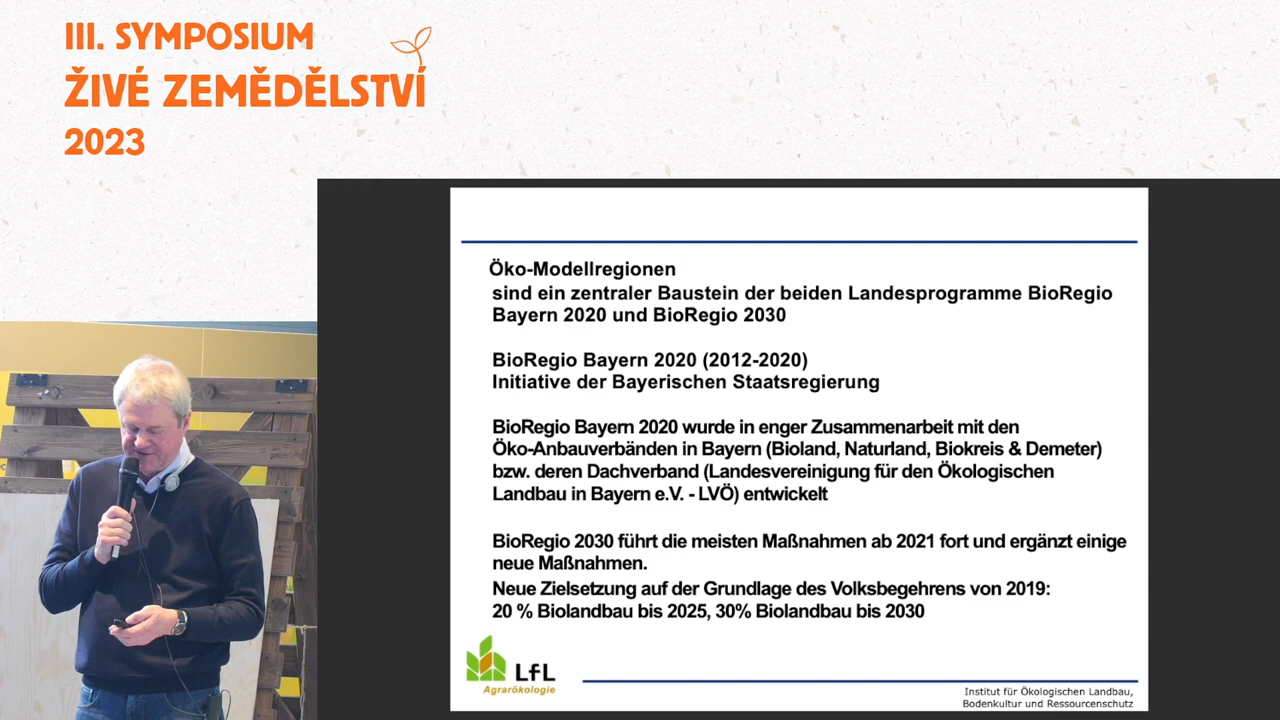 III. SYMPOSIUM
ŽIVÉ ZEMĚDĚLSTVÍ
2023
Öko-Modellregionen
sind ein zentraler Baustein der beiden Landesprogramme BioRegio
Bayern 2020 und BioRegio 2030
BioRegio Bayern 2020 (2012-2020)
Initiative der Bayerischen Staatsregierung
BioRegio Bayern 2020 wurde in enger Zusammenarbeit mit den
Öko-Anbauverbänden in Bayern (Bioland, Naturland, Biokreis & Demeter)
bzw. deren Dachverband (Landesvereinigung für den Ökologischen
Landbau in Bayern e.V. - LVÖ) entwickelt
BioRegio 2030 führt die meisten Maßnahmen ab 2021 fort und ergänzt einige
neue Maßnahmen.
Neue Zielsetzung auf der Grundlage des Volksbegehrens von 2019:
20 % Biolandbau bis 2025, 30% Biolandbau bis 2030
LfL
Agrarökologie
Institut für Ökologischen Landbau,
Bodenkultur und Ressourcenschutz